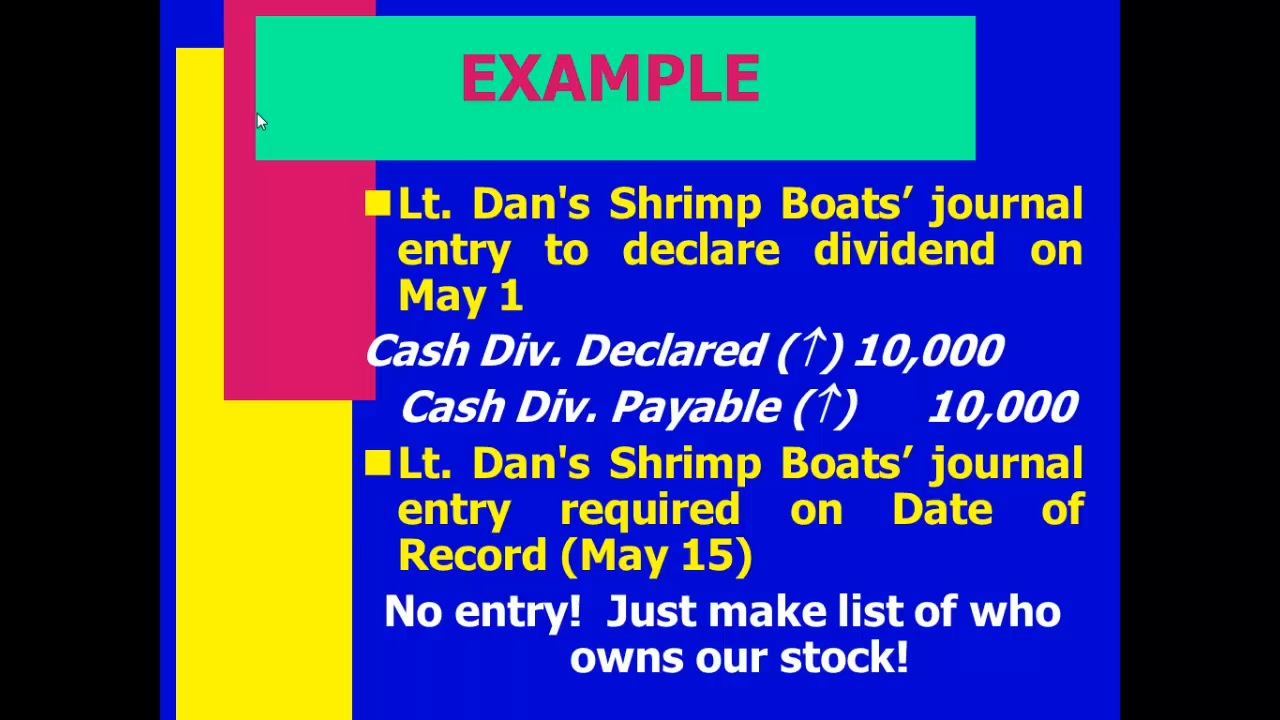 EXAMPLE
Lt. Dan's Shrimp Boats’ journal
entry to declare dividend on
May 1
Cash Div. Declared (↑) 10,000
Cash Div. Payable (↑) 10,000
Lt. Dan's Shrimp Boats’ journal
entry required on Date of
Record (May 15)
No entry! Just make list of who
owns our stock!